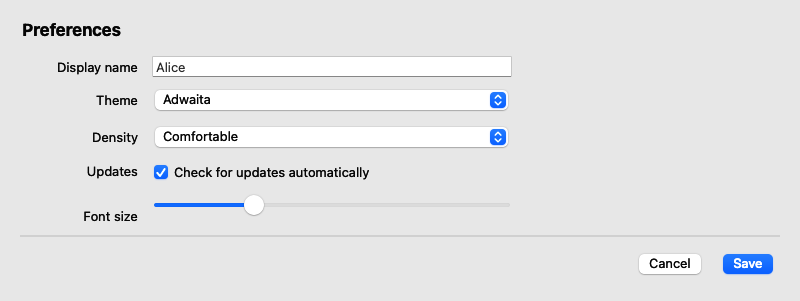 Preferences
Display name Alice
Theme Adwaita
Density Comfortable
Updates Check for updates automatically
Font size
Cancel Save